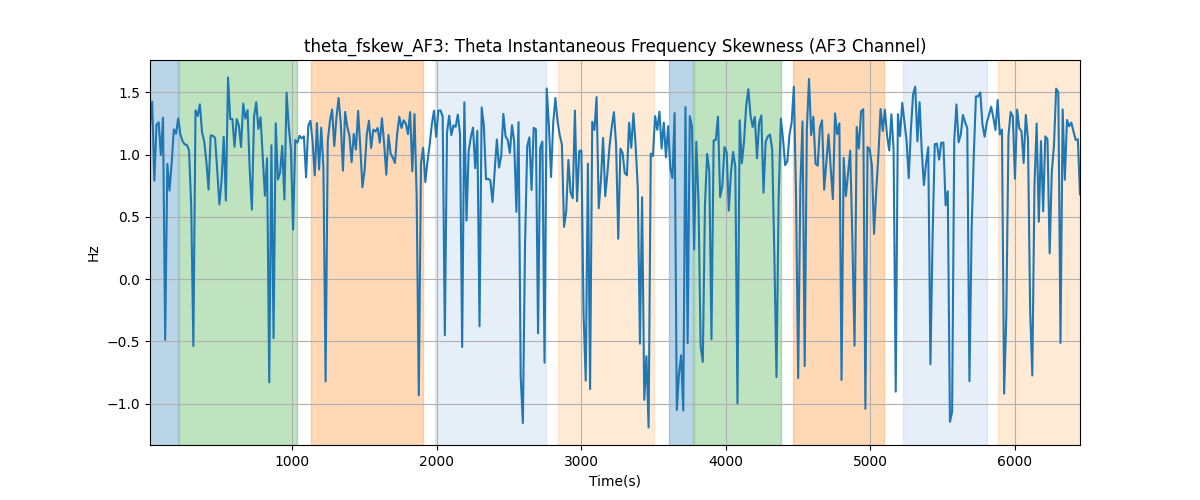 theta_fskew_AF3: Theta Instantaneous Frequency Skewness (AF3 Channel)
1.5
1.0
0.5
0.0
−0.5
−1.0
Hz
1000 2000 3000 4000 5000 6000
Time(s)